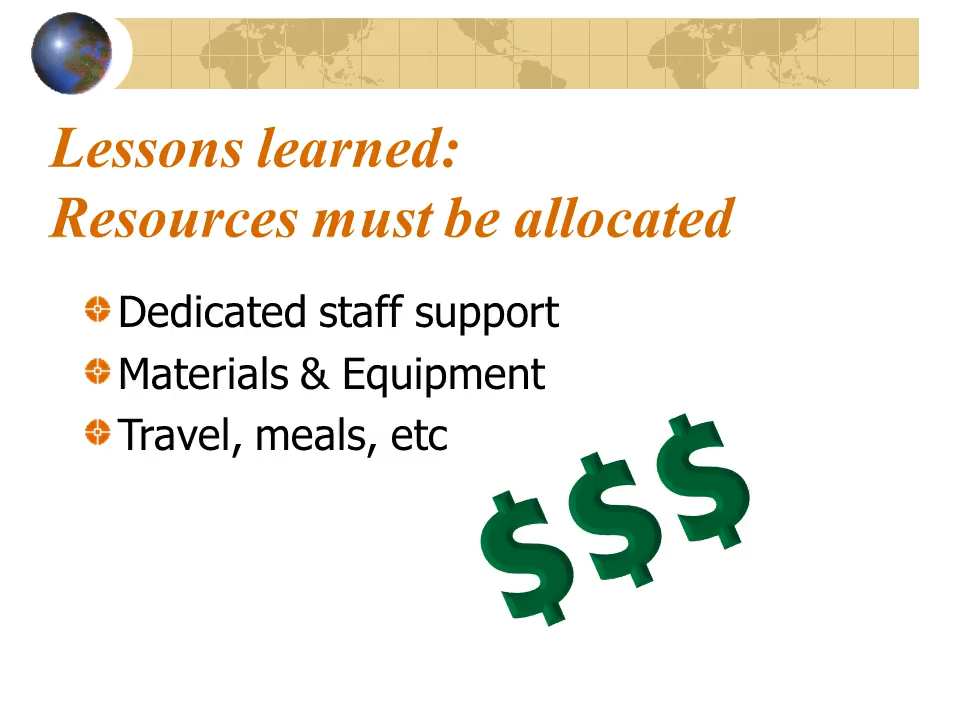 Lessons learned:
Resources must be allocated
Dedicated staff support
Materials & Equipment
Travel, meals, etc
$$$